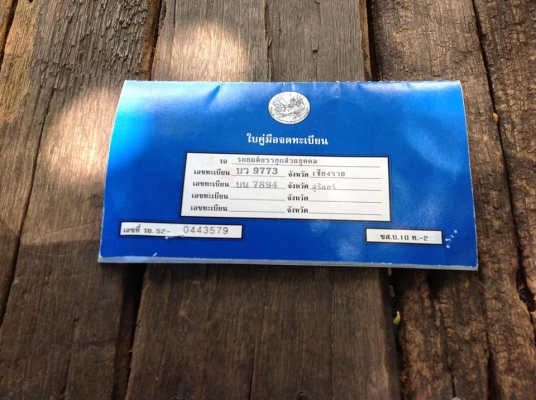 ใบคู่มือจดทะเบียน
รถ รถยนต์บรรทุกส่วนบุคคล
เลขทะเบียน บว 9773 จังหวัด เชียงราย
เลขทะเบียน บน 7894 จังหวัด บุรีรัมย์
เลขทะเบียน จังหวัด
เลขทะเบียน จังหวัด
เลขที่ รย. 52- 0443579
ขส.บ.10 ท.-2